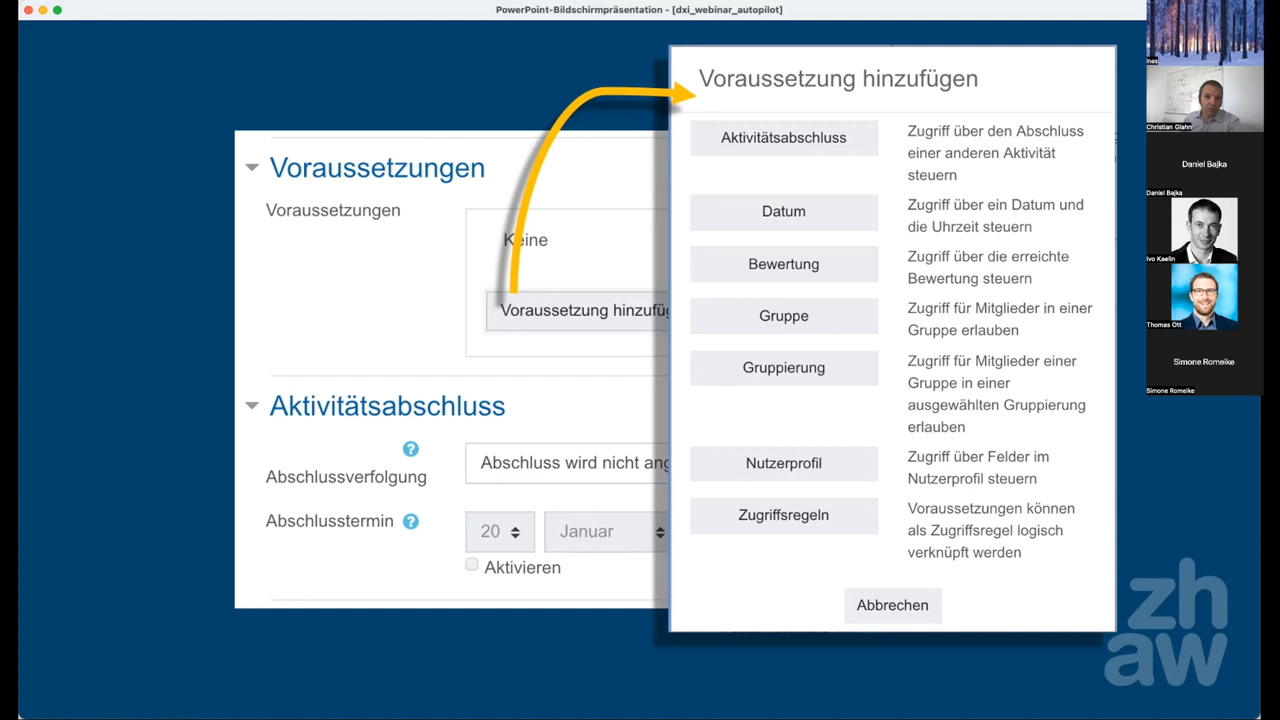 PowerPoint-Bildschirmpräsentation - [dxi_webinar_autopilot]
Voraussetzungen
Voraussetzungen
Keine
Voraussetzung hinzufüg
Aktivitätsabschluss
?
Abschlussverfolgung
Abschluss wird nicht ang
Abschlusstermin ?
20
Januar
Aktivieren
Voraussetzung hinzufügen
Aktivitätsabschluss
Zugriff über den Abschluss
einer anderen Aktivität
steuern
Datum
Zugriff über ein Datum und
die Uhrzeit steuern
Bewertung
Zugriff über die erreichte
Bewertung steuern
Gruppe
Zugriff für Mitglieder in einer
Gruppe erlauben
Gruppierung
Zugriff für Mitglieder einer
Gruppe in einer
ausgewählten Gruppierung
erlauben
Nutzerprofil
Zugriff über Felder im
Nutzerprofil steuern
Zugriffsregeln
Voraussetzungen können
als Zugriffsregel logisch
verknüpft werden
Abbrechen
zh
aw
Ines
Christian Glahn
Daniel Bajka
Daniel Bajka
Ivo Kaelin
Thomas Ott
Simone Romeike
Simone Romeike